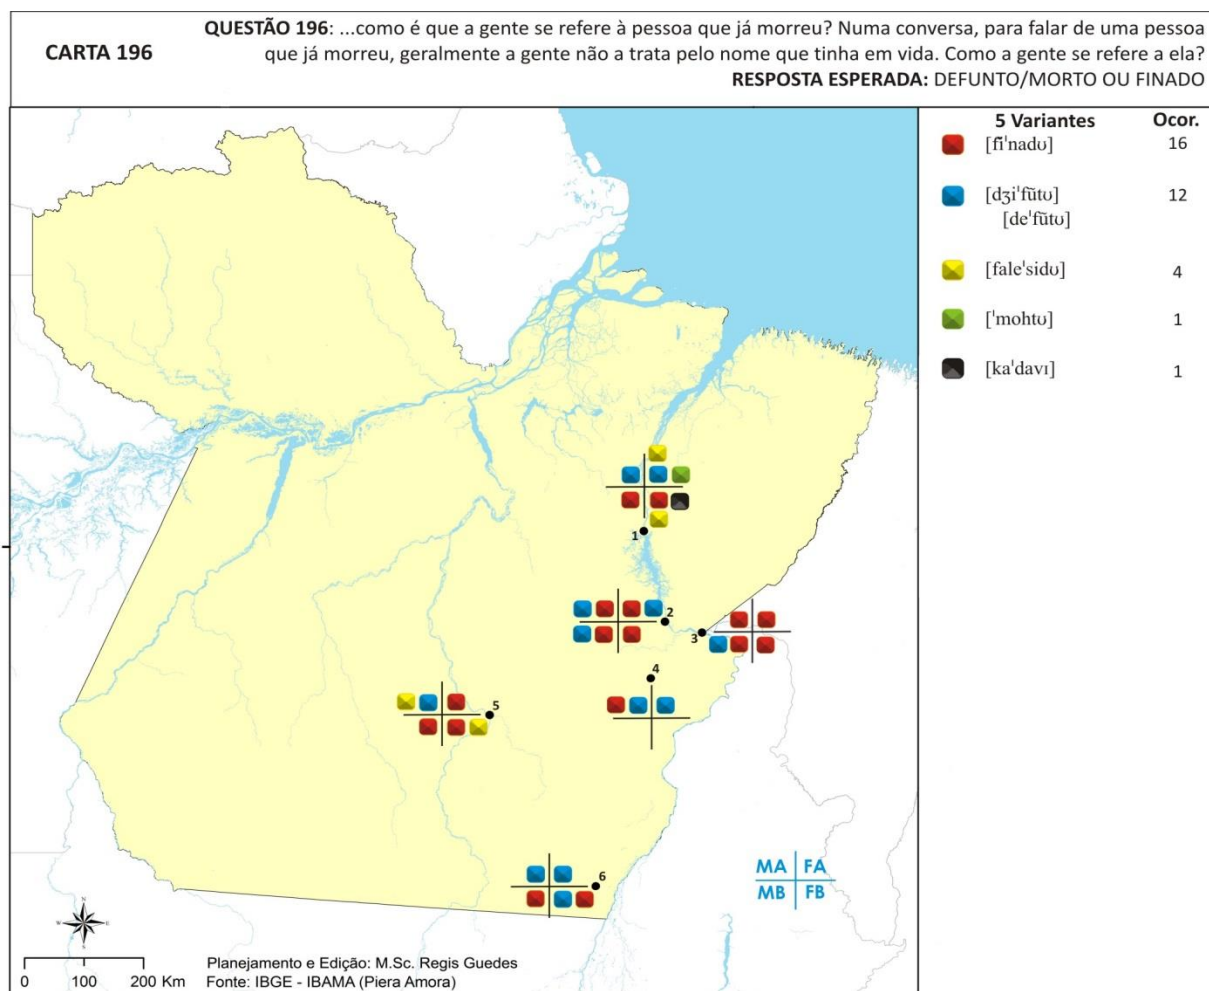 CARTA 196
QUESTÃO 196: ...como é que a gente se refere à pessoa que já morreu? Numa conversa, para falar de uma pessoa
que já morreu, geralmente a gente não a trata pelo nome que tinha em vida. Como a gente se refere a ela?
RESPOSTA ESPERADA: DEFUNTO/MORTO OU FINADO
5 Variantes Ocor.
[fĩˈnadʊ] 16
[dʒiˈfũtʊ] 12
[deˈfũtʊ]
[faleˈsidʊ] 4
[ˈmohtʊ] 1
[kaˈdavɪ] 1
1
2
3
4
5
6
MA FA
MB FB
N
W E
S
0 100 200 Km
Planejamento e Edição: M.Sc. Regis Guedes
Fonte: IBGE - IBAMA (Piera Amora)